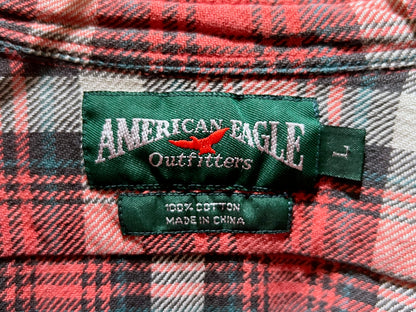 AMERICAN EAGLE
Outfitters
L
100% COTTON
MADE IN CHINA